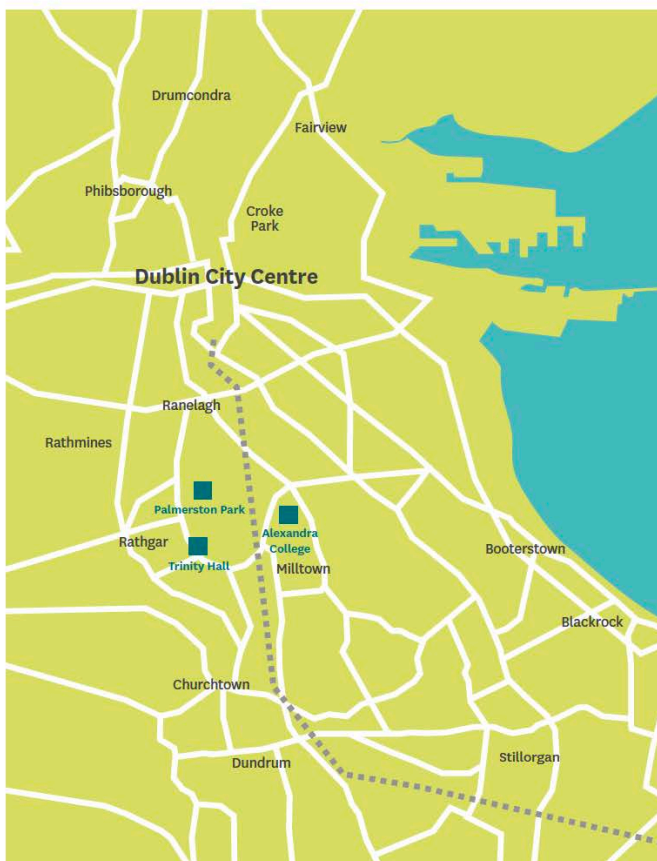 Drumcondra
Fairview
Phibsborough
Croke
Park
Dublin City Centre
Ranelagh
Rathmines
Palmerston Park
Alexandra
College
Rathgar
Trinity Hall
Milltown
Booterstown
Blackrock
Churchtown
Dundrum
Stillorgan